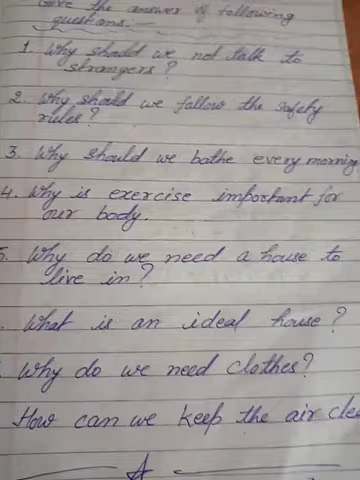 Give the answer of following
questions.
1. Why should we not talk to
strangers?
2. Why should we follow the safety
rules?
3. Why should we bathe every morning
4. Why is exercise important for
our body.
5. Why do we need a house to
live in?
What is an ideal house?
Why do we need clothes?
How can we keep the air clea